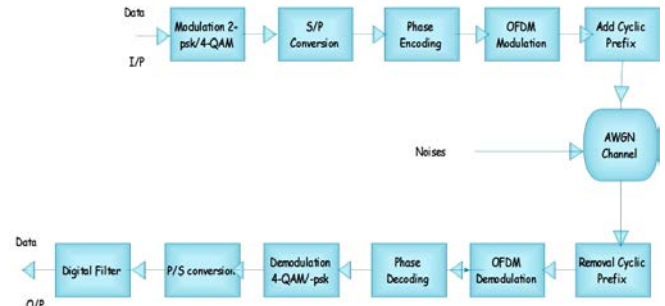 Data
I/P
Modulation 2-
psk/4-QAM
S/P
Conversion
Phase
Encoding
OFDM
Modulation
Add Cyclic
Prefix
Noises
AWGN
Channel
Data
O/P
Digital Filter
P/S conversion
Demodulation
4-QAM/-psk
Phase
Decoding
OFDM
Demodulation
Removal Cyclic
Prefix